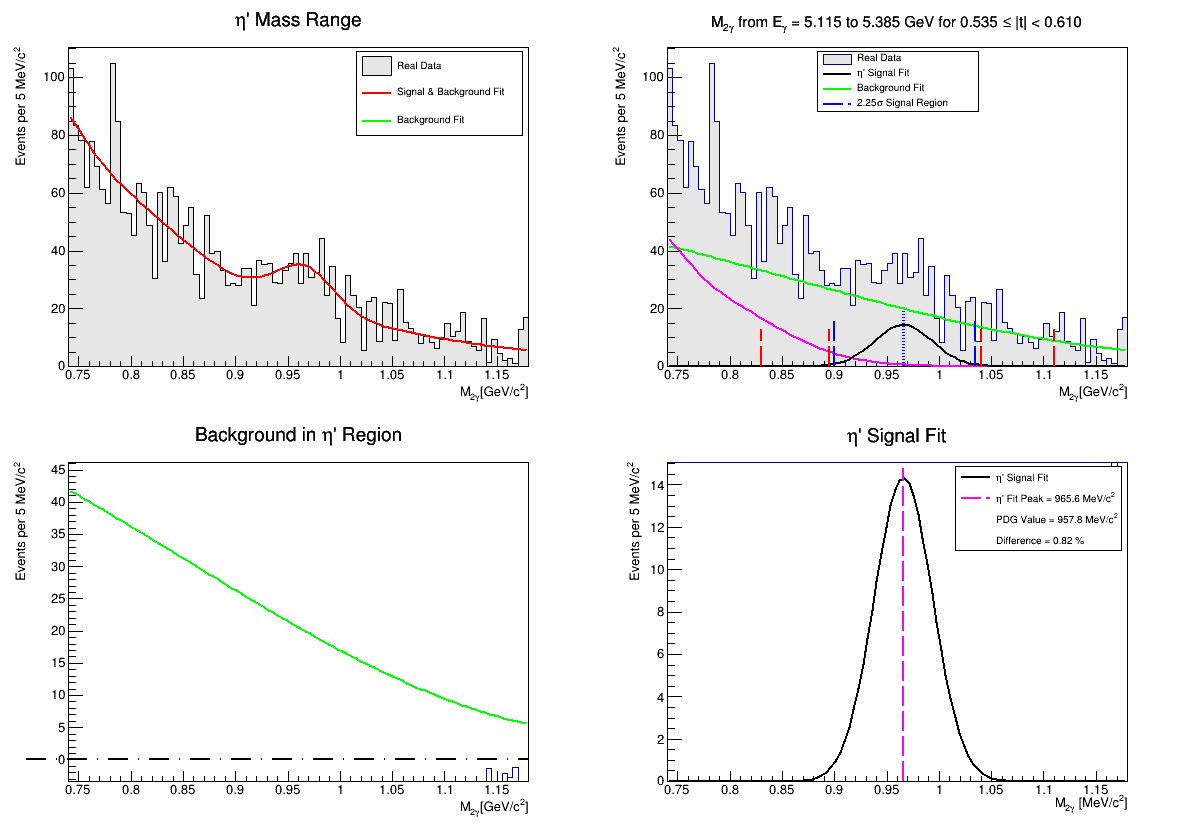 η' Mass Range
Events per 5 MeV/c²
Real Data
Signal & Background Fit
Background Fit
100
80
60
40
20
0
0.75 0.8 0.85 0.9 0.95 1 1.05 1.1 1.15
M2γ[GeV/c²]
M2γ from Eγ = 5.115 to 5.385 GeV for 0.535 ≤ |t| < 0.610
Events per 5 MeV/c²
Real Data
η' Signal Fit
Background Fit
2.25σ Signal Region
100
80
60
40
20
0
0.75 0.8 0.85 0.9 0.95 1 1.05 1.1 1.15
M2γ[GeV/c²]
Background in η' Region
Events per 5 MeV/c²
45
40
35
30
25
20
15
10
5
0
0.75 0.8 0.85 0.9 0.95 1 1.05 1.1 1.15
M2γ[GeV/c²]
η' Signal Fit
Events per 5 MeV/c²
η' Signal Fit
η' Fit Peak = 965.6 MeV/c²
PDG Value = 957.8 MeV/c²
Difference = 0.82 %
14
12
10
8
6
4
2
0
0.75 0.8 0.85 0.9 0.95 1 1.05 1.1 1.15
M2γ [MeV/c²]